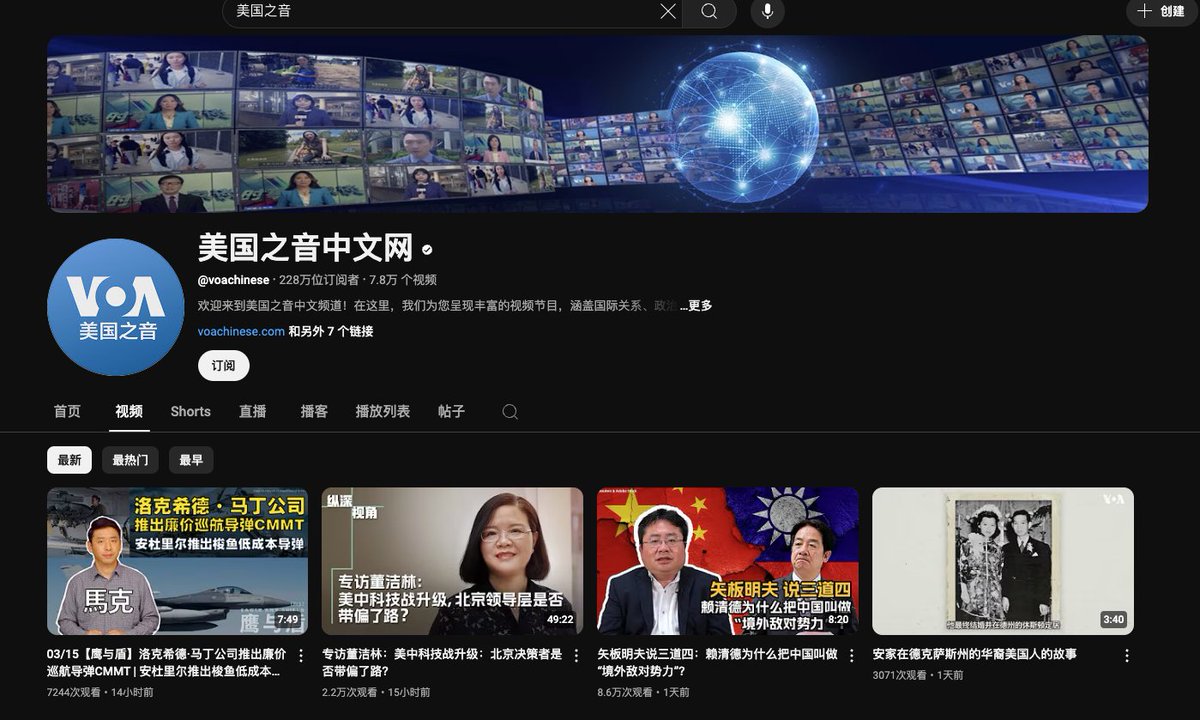 美国之音
创建
美国之音中文网
@voachinese · 228万位订阅者 · 7.8万 个视频
欢迎来到美国之音中文频道！在这里，我们为您呈现丰富的视频节目，涵盖国际关系、政治 ...更多
voachinese.com 和另外 7 个链接
VOA
美国之音
订阅
首页 视频 Shorts 直播 播客 播放列表 帖子
最新 最热门 最早
洛克希德·马丁公司
推出廉价巡航导弹CMMT
安杜里尔推出梭鱼低成本导弹
馬克
鹰与盾
7:49
纵深
视角
专访董洁林：
美中科技战升级，北京领导层是否
带偏了路？
49:22
矢板明夫 说三道四
赖清德为什么把中国叫做
“境外敌对势力
8:20
VOA
他最终结婚并在德州的休斯顿定居
3:40
03/15【鹰与盾】洛克希德·马丁公司推出廉价
巡航导弹CMMT | 安杜里尔推出梭鱼低成本...
7244次观看 · 14小时前
专访董洁林：美中科技战升级：北京决策者是
否带偏了路？
2.2万次观看 · 15小时前
矢板明夫说三道四：赖清德为什么把中国叫做
“境外敌对势力”？
8.6万次观看 · 1天前
安家在德克萨斯州的华裔美国人的故事
3071次观看 · 1天前